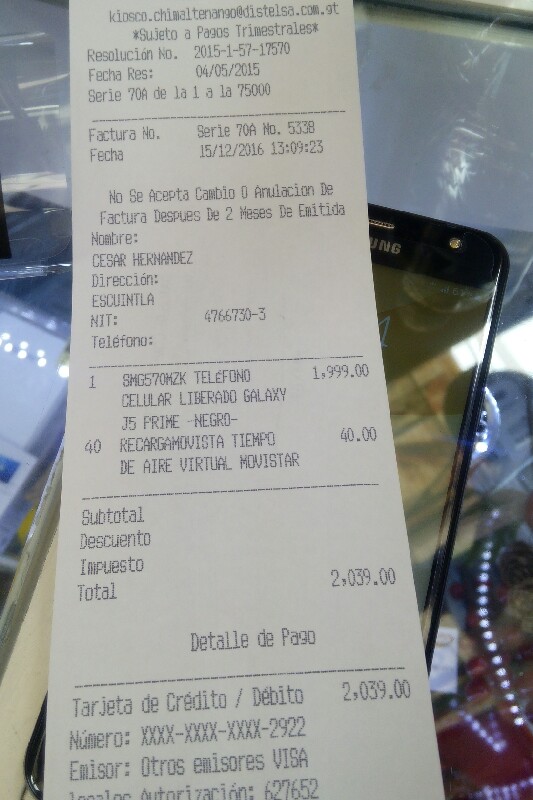 kiosco.chimaltenango@distelsa.com.gt
*Sujeto a Pagos Trimestrales*
Resolución No. 2015-1-57-17570
Fecha Res: 04/05/2015
Serie 70A de la 1 a la 75000
Factura No. Serie 70A No. 5338
Fecha 15/12/2016 13:09:23
No Se Acepta Cambio O Anulacion De
Factura Despues De 2 Meses De Emitida
Nombre:
CESAR HERNANDEZ
Dirección:
ESCUINTLA
NIT: 4766730-3
Teléfono:
1 SMG570MZK TELéFONO 1,999.00
CELULAR LIBERADO GALAXY
J5 PRIME -NEGRO-
40 RECARGAMOVISTA TIEMPO 40.00
DE AIRE VIRTUAL MOVISTAR
Subtotal
Descuento
Impuesto
Total 2,039.00
Detalle de Pago
Tarjeta de Crédito / Débito 2,039.00
Número: XXXX-XXXX-XXXX-2922
Emisor: Otros emisores VISA
locales Autorización: 627652
UNG